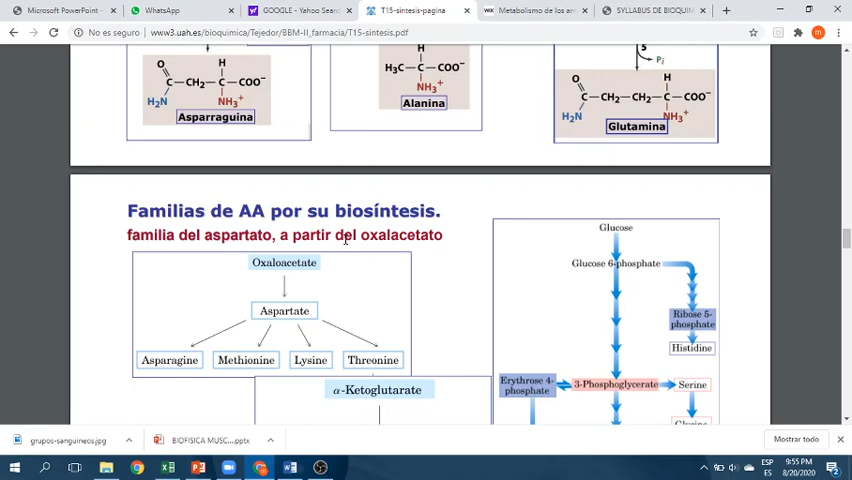 Microsoft PowerPoint -
WhatsApp
GOOGLE - Yahoo Sear
T15-sintesis-pagina
Metabolismo de los am
SYLLABUS DE BIOQUIM
No es seguro
www3.uah.es/bioquimica/Tejedor/BBM-II_farmacia/T15-sintesis.pdf
m
O
H
C—CH2—C—COO−
H2N
NH3+
Asparraguina
H
H3C—C—COO−
NH3+
Alanina
5
Pi
O
H
C—CH2—CH2—C—COO−
H2N
NH3+
Glutamina
Familias de AA por su biosíntesis.
familia del aspartato, a partir del oxalacetato
Oxaloacetate
Aspartate
Asparagine
Methionine
Lysine
Threonine
α-Ketoglutarate
Glucose
Glucose 6-phosphate
Ribose 5-
phosphate
Histidine
Erythrose 4-
phosphate
3-Phosphoglycerate
Serine
Glycine
grupos-sanguineos.jpg
BIOFISICA MUSC....pptx
Mostrar todo
ESP
ES
9:55 PM
8/20/2020
2